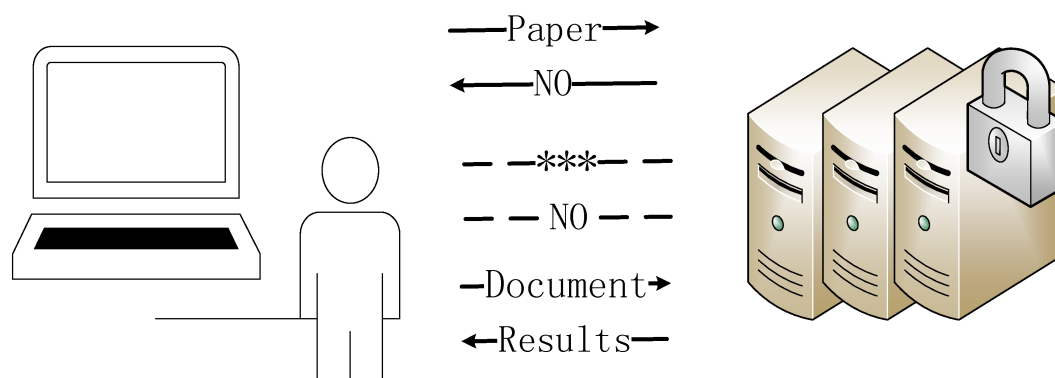 Paper
NO
***
NO
Document
Results